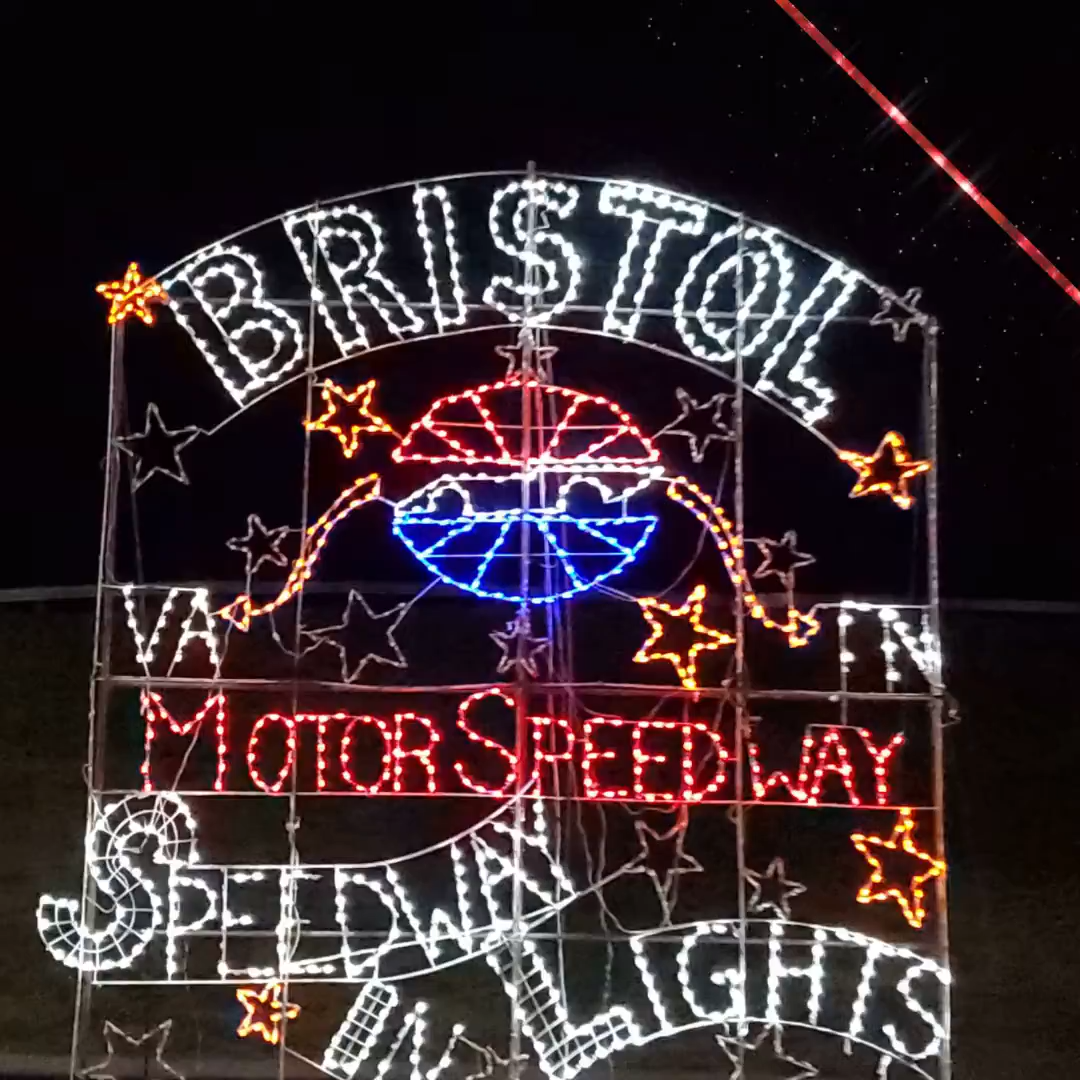 BRISTOL
VA TN
MOTOR SPEEDWAY
SPEEDWAY
IN
LIGHTS